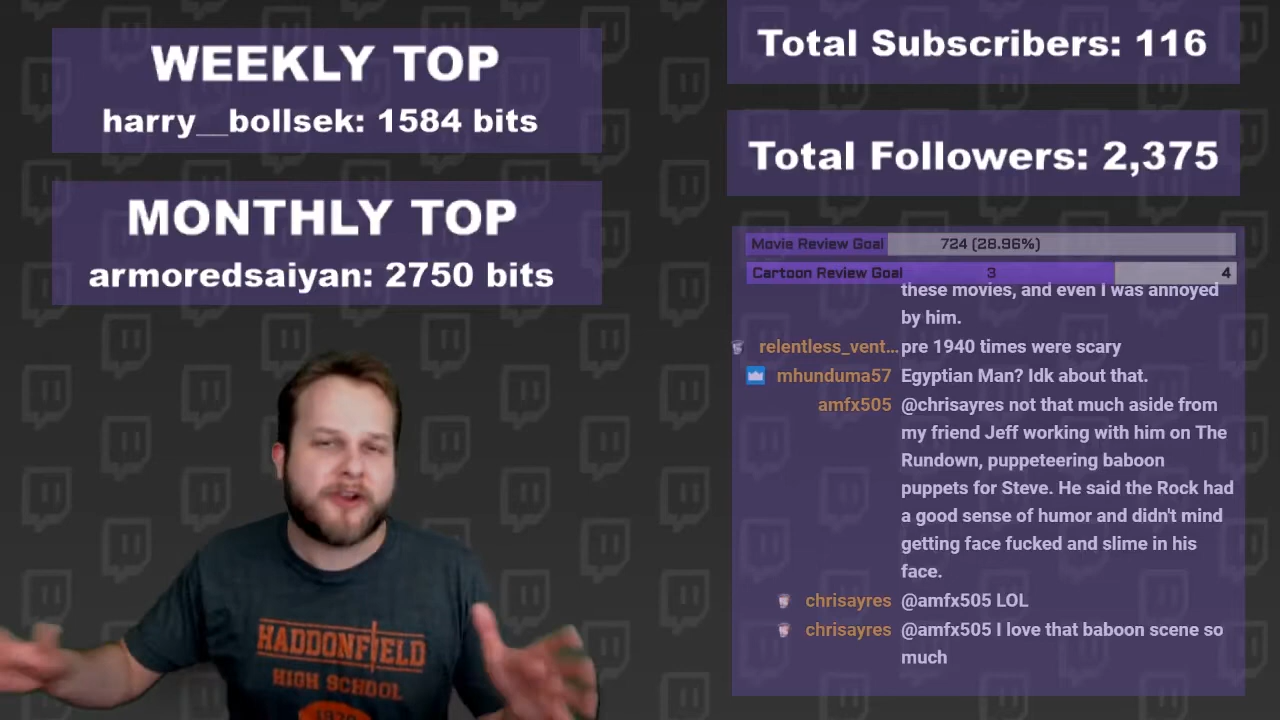 WEEKLY TOP
harry__bollsek: 1584 bits
MONTHLY TOP
armoredsaiyan: 2750 bits
Total Subscribers: 116
Total Followers: 2,375
Movie Review Goal 724 (28.96%)
Cartoon Review Goal 3 4
these movies, and even I was annoyed
by him.
relentless_vent… pre 1940 times were scary
mhunduma57 Egyptian Man? Idk about that.
amfx505 @chrisayres not that much aside from
my friend Jeff working with him on The
Rundown, puppeteering baboon
puppets for Steve. He said the Rock had
a good sense of humor and didn't mind
getting face fucked and slime in his
face.
chrisayres @amfx505 LOL
chrisayres @amfx505 I love that baboon scene so
much
HADDONFIELD
HIGH SCHOOL